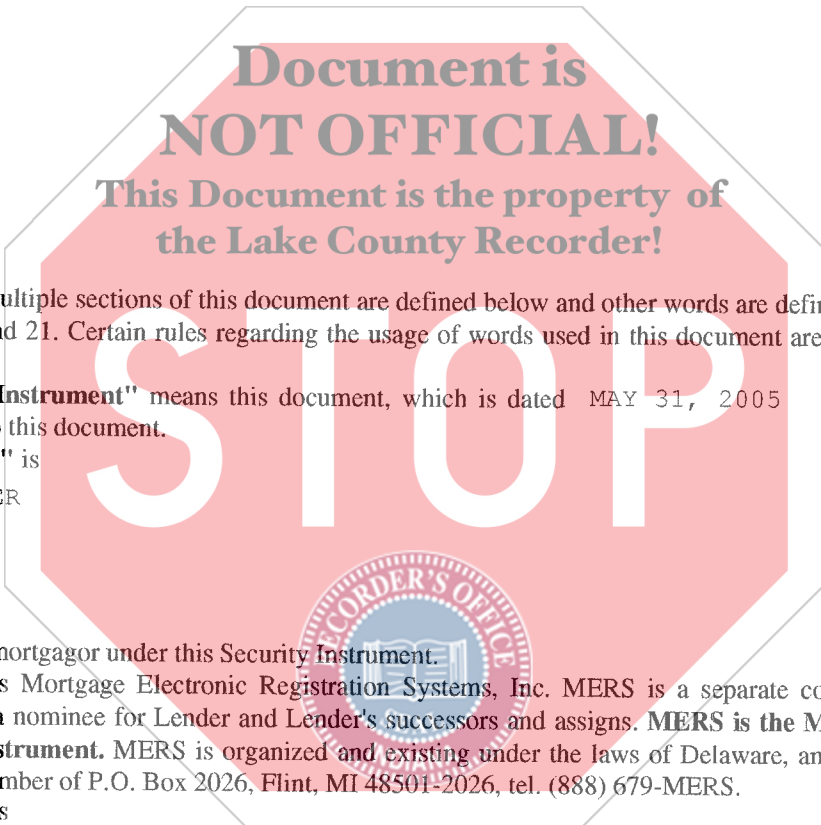 Document is
NOT OFFICIAL!
This Document is the property of
the Lake County Recorder!
ultiple sections of this document are defined below and other words are defin
nd 21. Certain rules regarding the usage of words used in this document are
STOP
Instrument" means this document, which is dated MAY 31, 2005
this document.
" is
ER
RECORDER'S OFFICE
mortgagor under this Security Instrument.
s Mortgage Electronic Registration Systems, Inc. MERS is a separate co
nominee for Lender and Lender's successors and assigns. MERS is the M
strument. MERS is organized and existing under the laws of Delaware, an
INDIANA
mber of P.O. Box 2026, Flint, MI 48501-2026, tel. (888) 679-MERS.
s